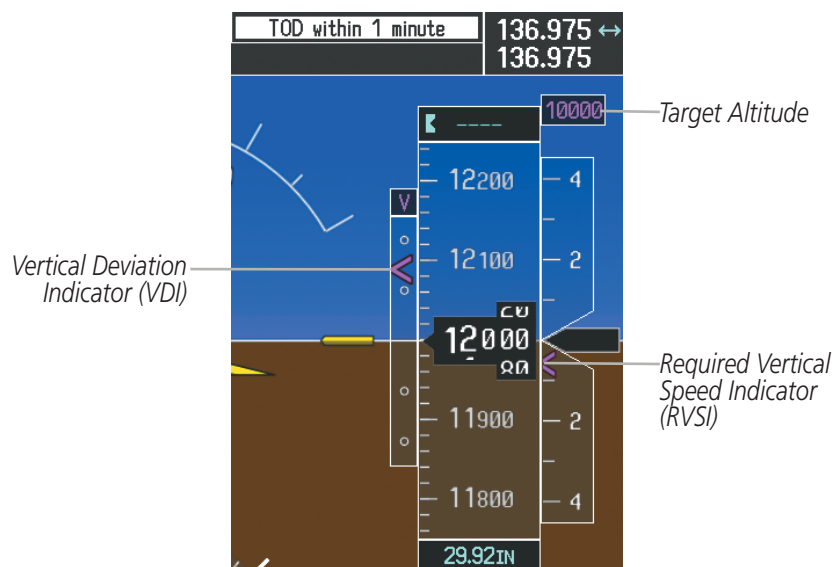 TOD within 1 minute
136.975 ↔
136.975
10000
Target Altitude
----
12200
4
V
12100
2
Vertical Deviation
Indicator (VDI)
12000
Required Vertical
Speed Indicator
(RVSI)
11900
2
11800
4
29.92IN